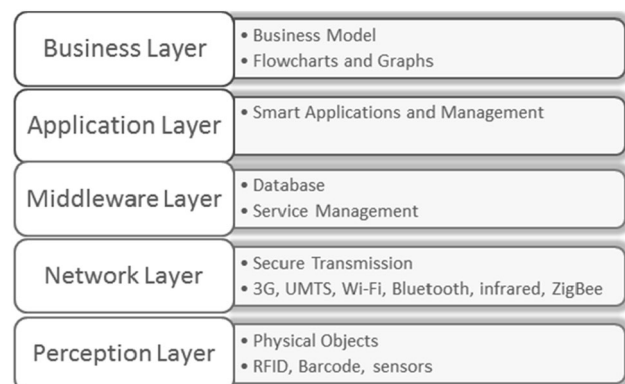 Business Layer
• Business Model
• Flowcharts and Graphs
Application Layer
• Smart Applications and Management
Middleware Layer
• Database
• Service Management
Network Layer
• Secure Transmission
• 3G, UMTS, Wi-Fi, Bluetooth, infrared, ZigBee
Perception Layer
• Physical Objects
• RFID, Barcode, sensors